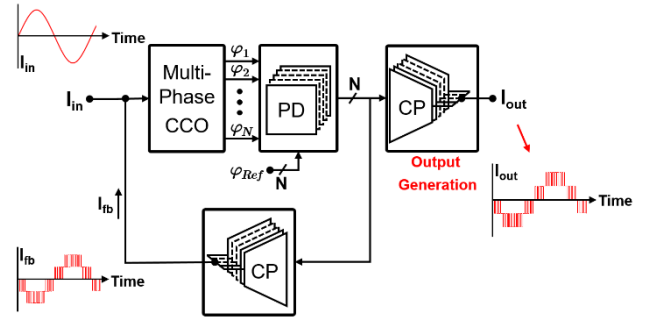 Time
I_in
Multi-
Phase
CCO
φ_1
φ_2
φ_N
PD
N
CP
I_in
I_out
Output
Generation
φ_Ref
N
I_out
Time
I_fb
I_fb
Time
CP